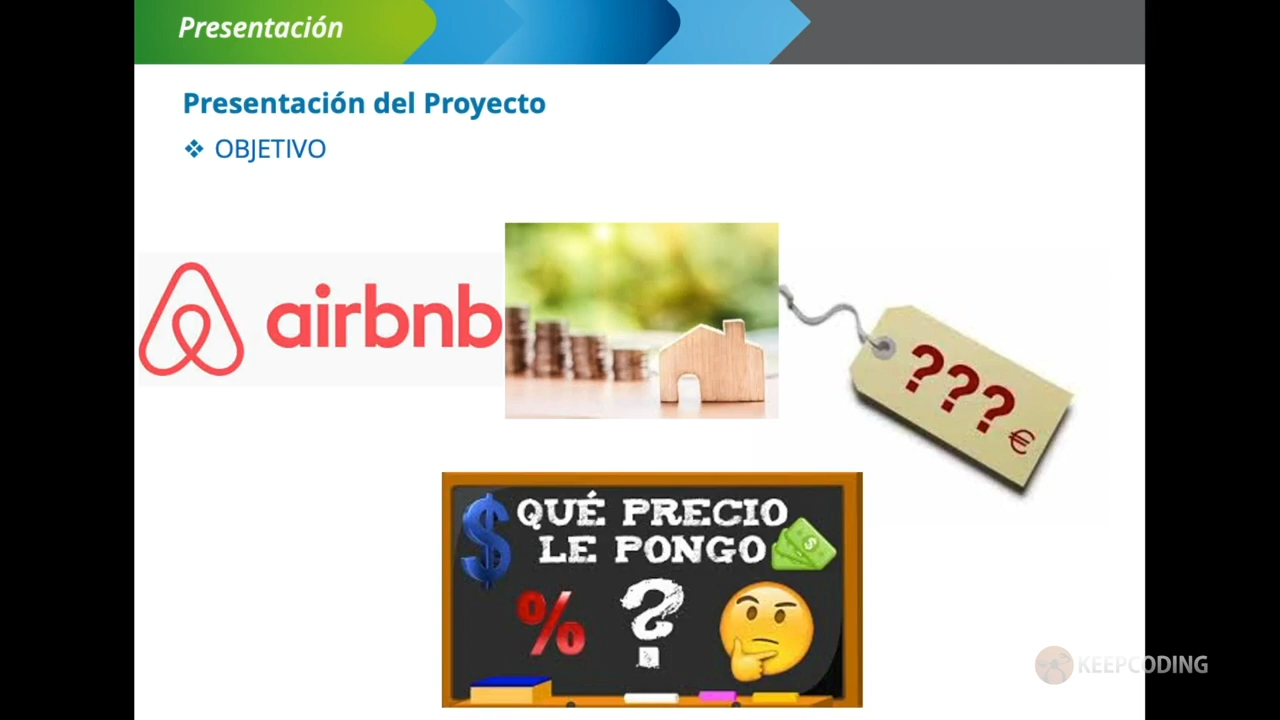 Presentación
Presentación del Proyecto
❖ OBJETIVO
airbnb
???€
$ QUÉ PRECIO
LE PONGO
% ?
KEEPCODING